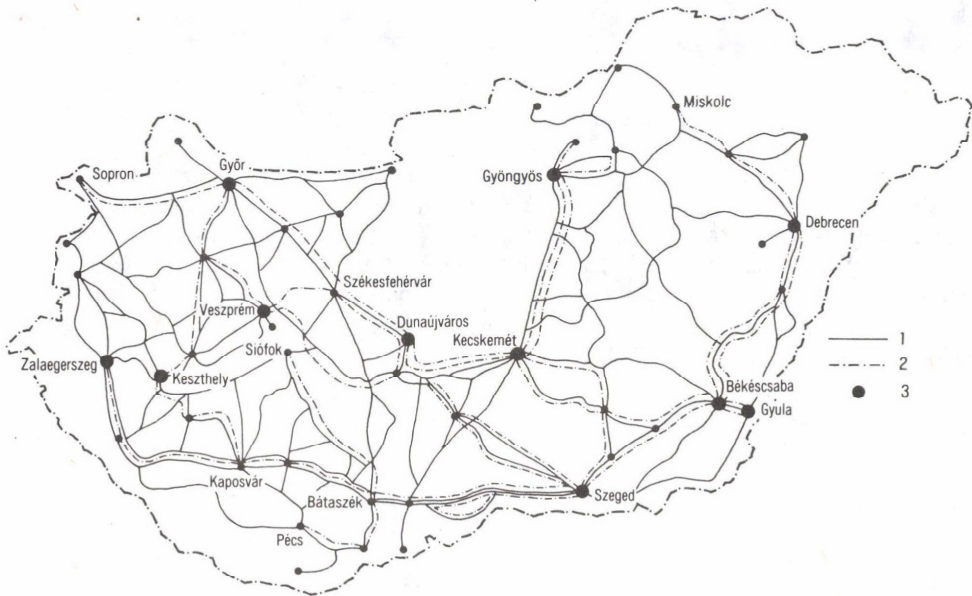 Miskolc
Sopron
Győr
Gyöngyös
Debrecen
Székesfehérvár
Veszprém
Dunaújváros
Siófok
Kecskemét
Zalaegerszeg
Keszthely
Békéscsaba
Gyula
Kaposvár
Bátaszék
Szeged
Pécs
1
2
3